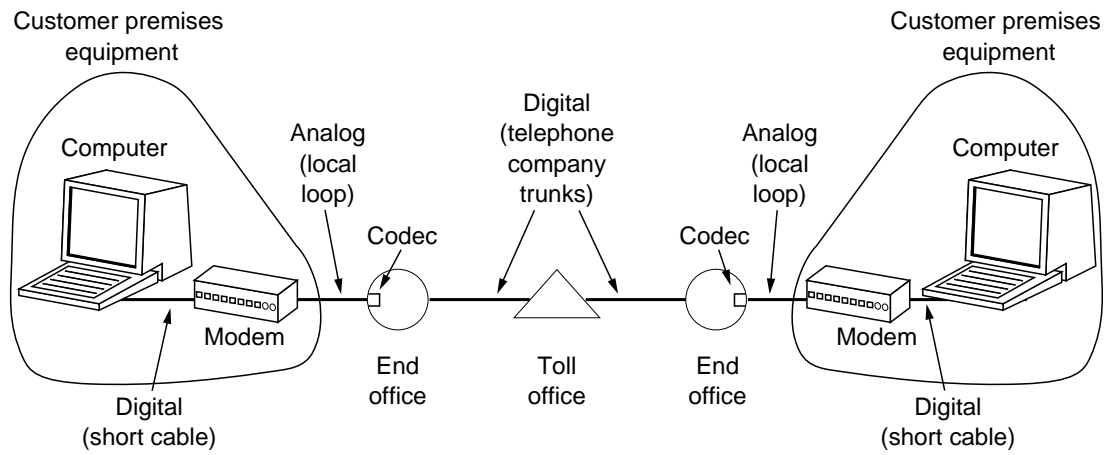 Customer premises
equipment
Customer premises
equipment
Computer
Analog
(local
loop)
Digital
(telephone
company
trunks)
Analog
(local
loop)
Computer
Codec
Codec
Modem
Modem
End
office
Toll
office
End
office
Digital
(short cable)
Digital
(short cable)